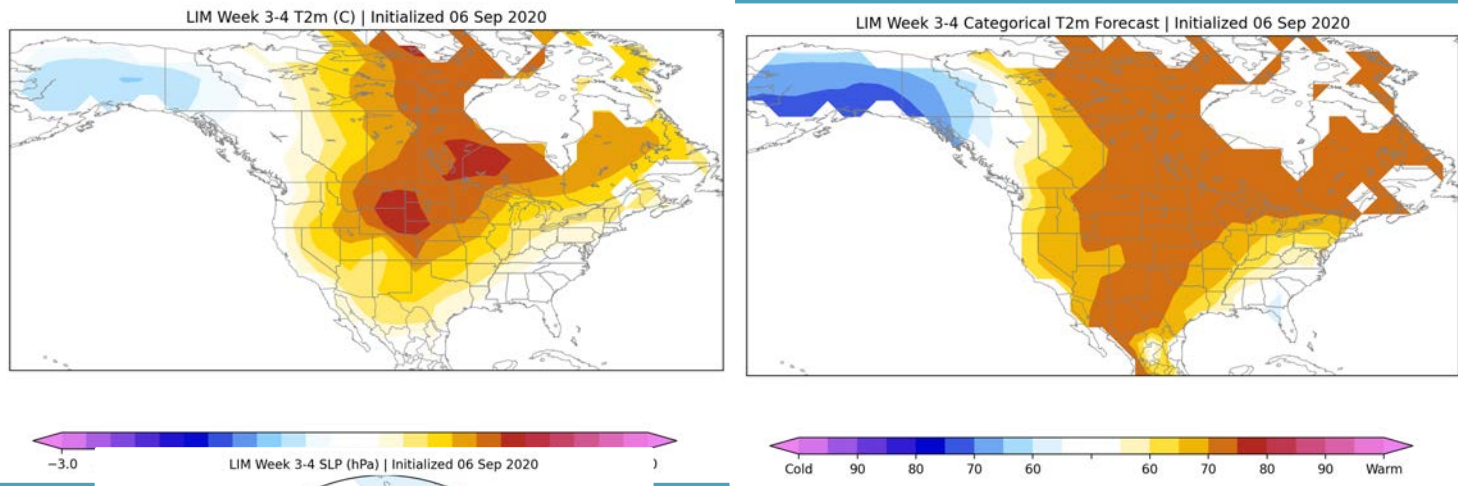 LIM Week 3-4 T2m (C) | Initialized 06 Sep 2020
LIM Week 3-4 Categorical T2m Forecast | Initialized 06 Sep 2020
−3.0
LIM Week 3-4 SLP (hPa) | Initialized 06 Sep 2020
Cold 90 80 70 60 60 70 80 90 Warm